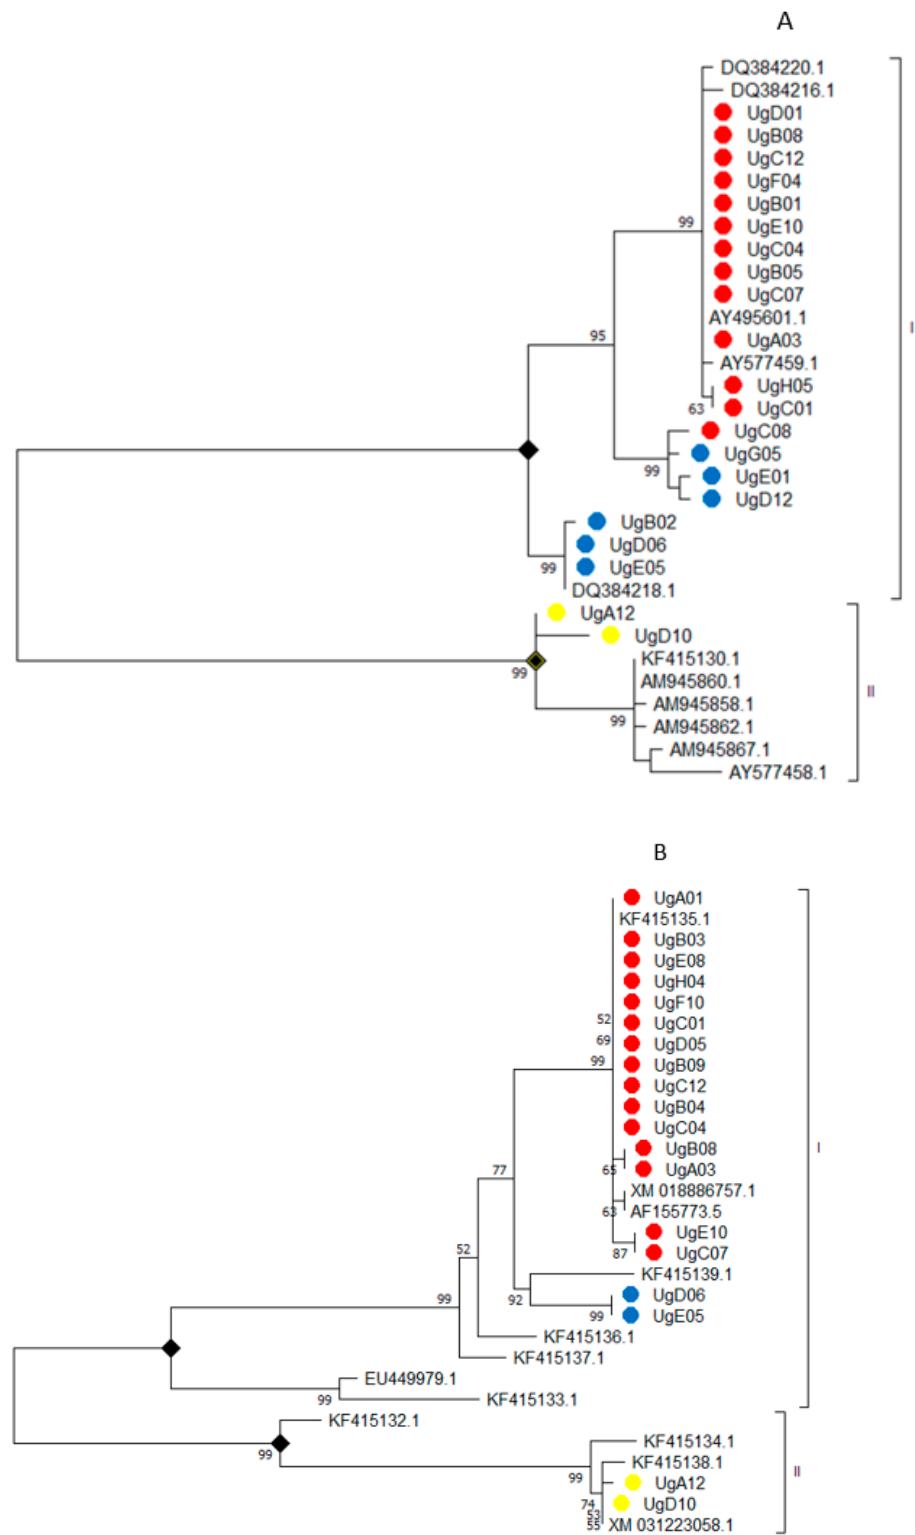 A
DQ384220.1
DQ384216.1
UgD01
UgB08
UgC12
UgF04
UgB01
UgE10
99
UgC04
UgB05
UgC07
AY495601.1
I
95
UgA03
AY577459.1
UgH05
63
UgC01
UgC08
UgG05
99
UgE01
UgD12
UgB02
UgD06
99
UgE05
DQ384218.1
UgA12
UgD10
99
KF415130.1
AM945860.1
II
AM945858.1
99
AM945862.1
AM945867.1
AY577458.1
B
UgA01
KF415135.1
UgB03
UgE08
UgH04
UgF10
52
UgC01
69
UgD05
99
UgB09
UgC12
UgB04
UgC04
UgB08
I
65
UgA03
77
XM 018886757.1
63
AF155773.5
UgE10
87
UgC07
52
KF415139.1
99
92
UgD06
99
UgE05
KF415136.1
KF415137.1
EU449979.1
99
KF415133.1
KF415132.1
99
KF415134.1
KF415138.1
II
99
UgA12
74
UgD10
53
55
XM 031223058.1